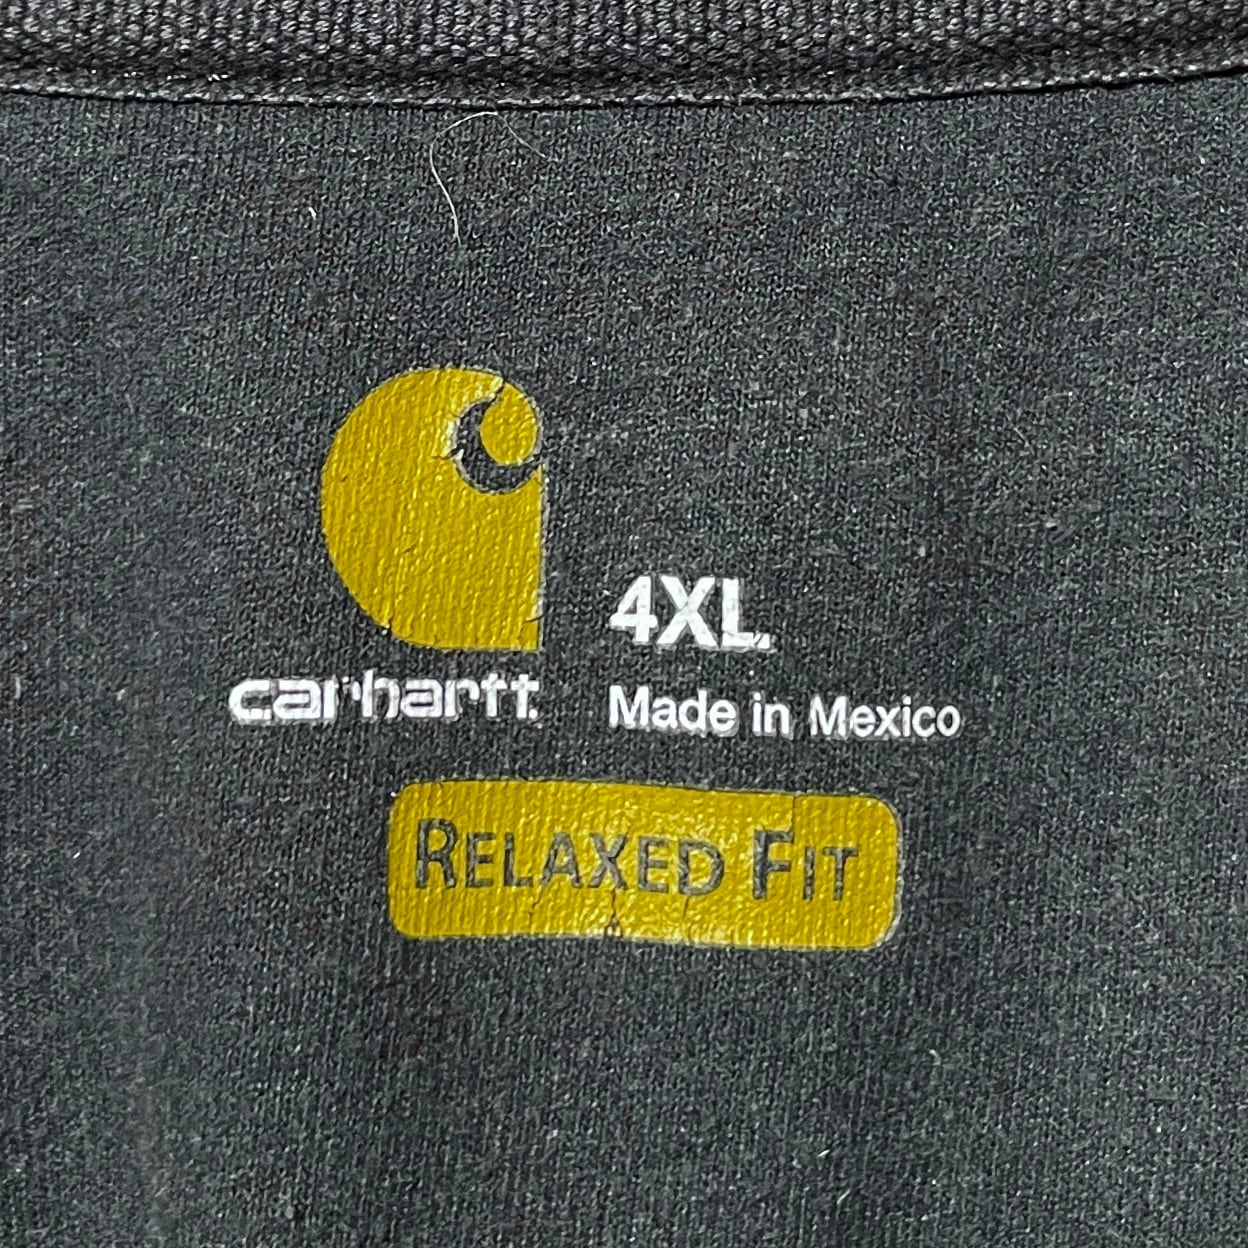 4XL
carhartt
Made in Mexico
RELAXED FIT